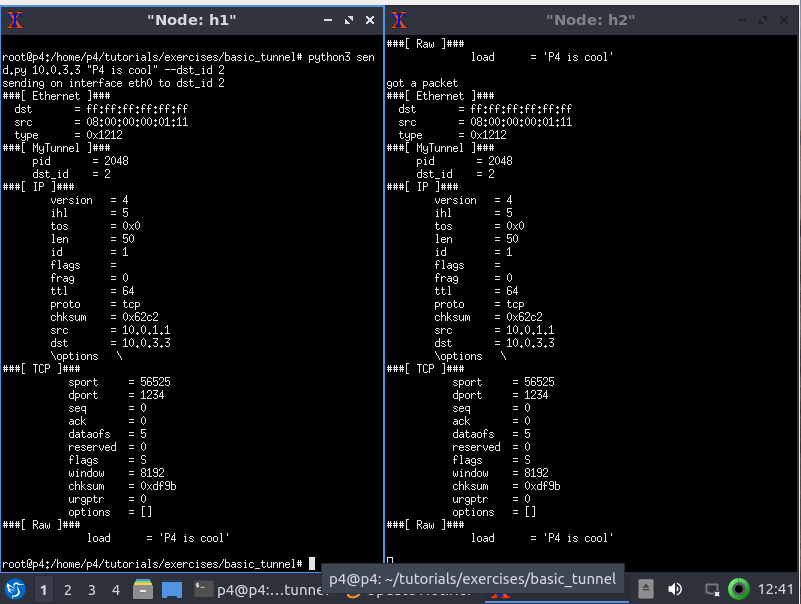 "Node: h1"
root@p4:/home/p4/tutorials/exercises/basic_tunnel# python3 sen
d.py 10.0.3.3 "P4 is cool" --dst_id 2
sending on interface eth0 to dst_id 2
###[ Ethernet ]###
dst = ff:ff:ff:ff:ff:ff
src = 08:00:00:00:01:11
type = 0x1212
###[ MyTunnel ]###
pid = 2048
dst_id = 2
###[ IP ]###
version = 4
ihl = 5
tos = 0x0
len = 50
id = 1
flags =
frag = 0
ttl = 64
proto = tcp
chksum = 0x62c2
src = 10.0.1.1
dst = 10.0.3.3
\options \
###[ TCP ]###
sport = 56525
dport = 1234
seq = 0
ack = 0
dataofs = 5
reserved = 0
flags = S
window = 8192
chksum = 0xdf9b
urgptr = 0
options = []
###[ Raw ]###
load = 'P4 is cool'
root@p4:/home/p4/tutorials/exercises/basic_tunnel#
"Node: h2"
###[ Raw ]###
load = 'P4 is cool'
got a packet
###[ Ethernet ]###
dst = ff:ff:ff:ff:ff:ff
src = 08:00:00:00:01:11
type = 0x1212
###[ MyTunnel ]###
pid = 2048
dst_id = 2
###[ IP ]###
version = 4
ihl = 5
tos = 0x0
len = 50
id = 1
flags =
frag = 0
ttl = 64
proto = tcp
chksum = 0x62c2
src = 10.0.1.1
dst = 10.0.3.3
\options \
###[ TCP ]###
sport = 56525
dport = 1234
seq = 0
ack = 0
dataofs = 5
reserved = 0
flags = S
window = 8192
chksum = 0xdf9b
urgptr = 0
options = []
###[ Raw ]###
load = 'P4 is cool'
p4@p4: ~/tutorials/exercises/basic_tunnel
1 2 3 4 p4@p4:...tunnel 12:41